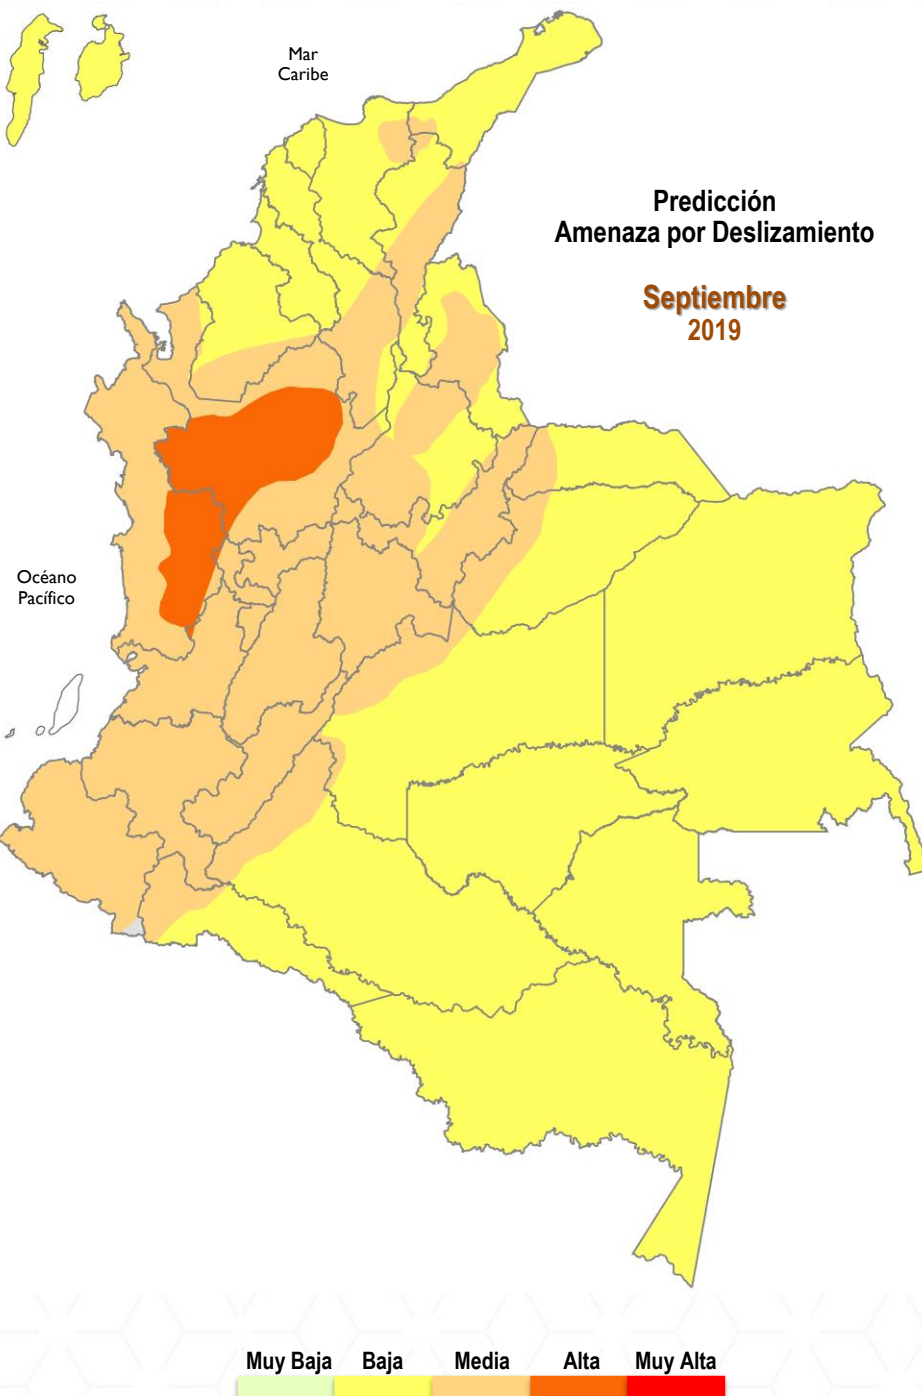 Mar
Caribe
Predicción
Amenaza por Deslizamiento
Septiembre
2019
Océano
Pacífico
Muy Baja Baja Media Alta Muy Alta